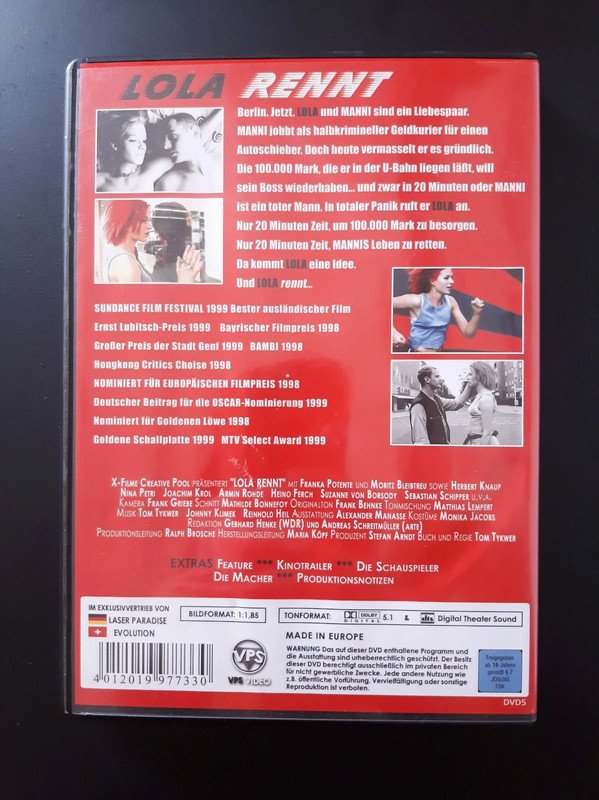 LOLA RENNT
Berlin. Jetzt. LOLA und MANNI sind ein Liebespaar.
MANNI jobbt als halbkrimineller Geldkurier für einen
Autoschieber. Doch heute vermasselt er es gründlich.
Die 100.000 Mark, die er in der U-Bahn liegen läßt, will
sein Boss wiederhaben... und zwar in 20 Minuten oder MANNI
ist ein toter Mann. In totaler Panik ruft er LOLA an.
Nur 20 Minuten Zeit, um 100.000 Mark zu besorgen.
Nur 20 Minuten Zeit, MANNIS Leben zu retten.
Da kommt LOLA eine Idee.
Und LOLA rennt...
SUNDANCE FILM FESTIVAL 1999 Bester ausländischer Film
Ernst Lubitsch-Preis 1999 Bayrischer Filmpreis 1998
Großer Preis der Stadt Genf 1999 BAMBI 1998
Hongkong Critics Choise 1998
NOMINIERT FÜR EUROPÄISCHEN FILMPREIS 1998
Deutscher Beitrag für die OSCAR-Nominierung 1999
Nominiert für Goldenen Löwe 1998
Goldene Schallplatte 1999 MTV Select Award 1999
X-FILME CREATIVE POOL PRÄSENTIERT "LOLA RENNT" MIT FRANKA POTENTE UND MORITZ BLEIBTREU SOWIE HERBERT KNAUP
NINA PETRI JOACHIM KROL ARMIN ROHDE HEINO FERCH SUZANNE VON BORSODY SEBASTIAN SCHIPPER U.V.A.
KAMERA FRANK GRIEBE SCHNITT MATHILDE BONNEFOY ORIGINALTON FRANK BEHNKE TONMISCHUNG MATTHIAS LEMPERT
MUSIK TOM TYKWER JOHNNY KLIMEK REINHOLD HEIL AUSSTATTUNG ALEXANDER MANASSE KOSTÜME MONIKA JACOBS
REDAKTION GEBHARD HENKE (WDR) UND ANDREAS SCHREITMÜLLER (arte)
PRODUKTIONSLEITUNG RALPH BROSCHE HERSTELLUNGSLEITUNG MARIA KÖPF PRODUZENT STEFAN ARNDT BUCH UND REGIE TOM TYKWER
EXTRAS FEATURE *** KINOTRAILER *** DIE SCHAUSPIELER
DIE MACHER *** PRODUKTIONSNOTIZEN
IM EXKLUSIVVERTRIEB VON
LASER PARADISE
EVOLUTION
4012019977330
BILDFORMAT: 1:1,85
VPS
VPS VIDEO
TONFORMAT: DOLBY DIGITAL 5.1 & dts Digital Theater Sound
MADE IN EUROPE
WARNUNG Das auf dieser DVD enthaltene Programm und
die Ausstattung sind urheberrechtlich geschützt. Der Besitz
dieser DVD berechtigt ausschließlich im privaten Bereich
für nicht gewerbliche Zwecke. Jede andere Nutzung wie
z.B. öffentliche Vorführung, Vervielfältigung oder sonstige
Reproduktion ist verboten.
Freigegeben
ab 16 Jahren
gemäß § 7
JÖSchG
FSK
DVD5